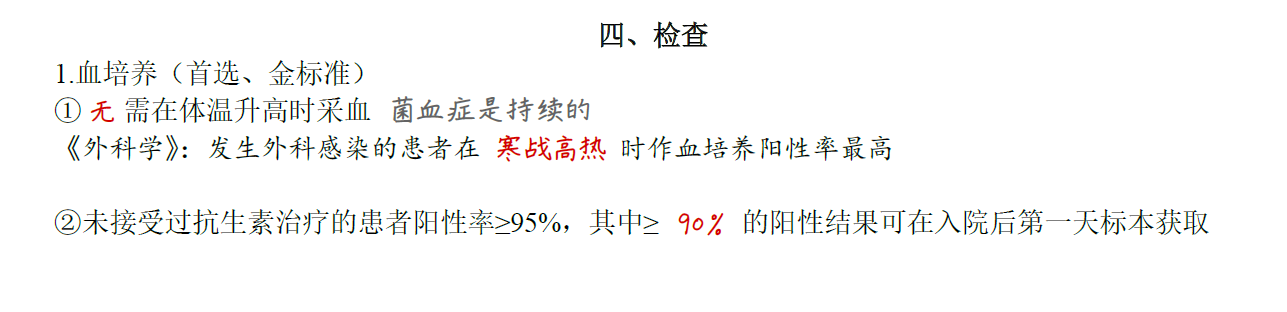 四、检查
1.血培养（首选、金标准）
① 无 需在体温升高时采血 菌血症是持续的
《外科学》：发生外科感染的患者在 寒战高热 时作血培养阳性率最高
②未接受过抗生素治疗的患者阳性率≥95%，其中≥ 90% 的阳性结果可在入院后第一天标本获取